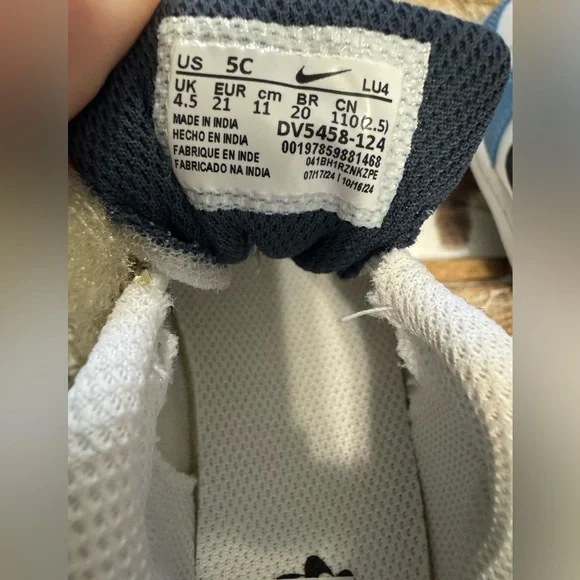 US 5C LU4
UK EUR cm BR CN
4.5 21 11 20 110(2.5)
MADE IN INDIA DV5458-124
HECHO EN INDIA 00197859881468
FABRIQUE EN INDE 041BH1RZNKZPE
FABRICADO NA INDIA 07/17/24 | 10/16/24